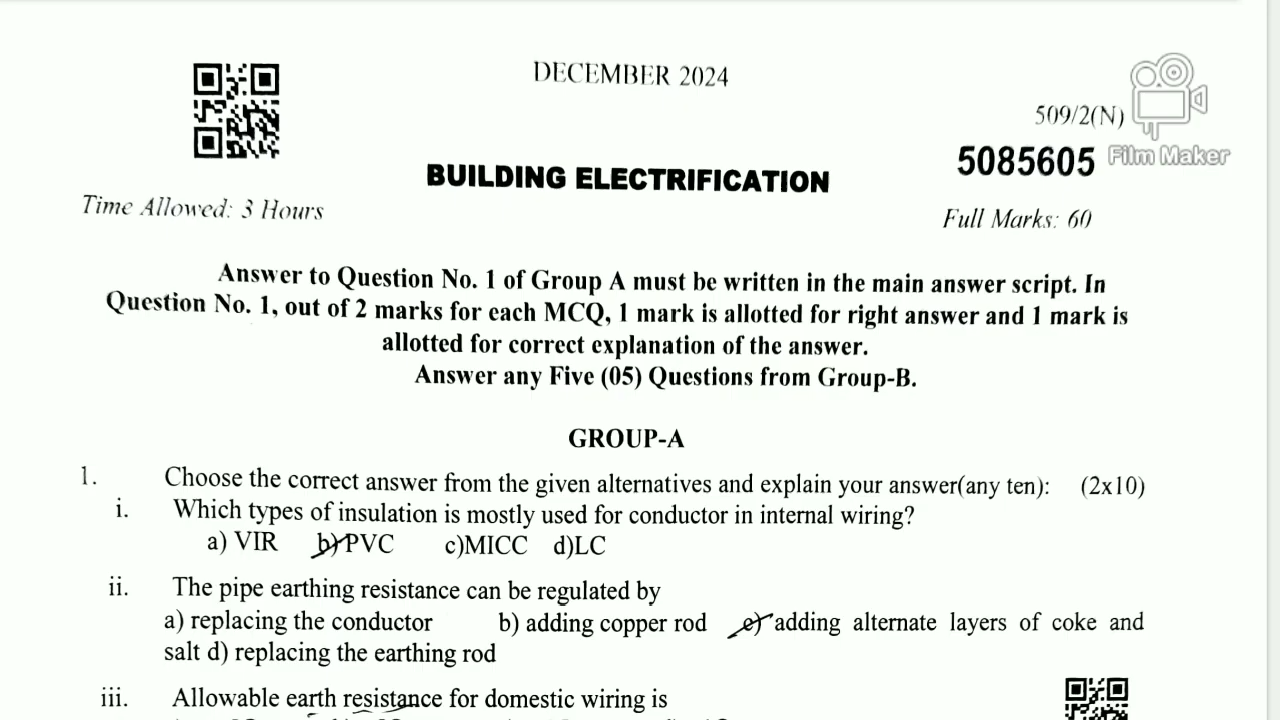 DECEMBER 2024
509/2(N)
5085605
Film Maker
BUILDING ELECTRIFICATION
Time Allowed: 3 Hours
Full Marks: 60
Answer to Question No. 1 of Group A must be written in the main answer script. In
Question No. 1, out of 2 marks for each MCQ, 1 mark is allotted for right answer and 1 mark is
allotted for correct explanation of the answer.
Answer any Five (05) Questions from Group-B.
GROUP-A
1. Choose the correct answer from the given alternatives and explain your answer(any ten): (2x10)
i. Which types of insulation is mostly used for conductor in internal wiring?
a) VIR b) PVC c)MICC d)LC
ii. The pipe earthing resistance can be regulated by
a) replacing the conductor b) adding copper rod c) adding alternate layers of coke and
salt d) replacing the earthing rod
iii. Allowable earth resistance for domestic wiring is